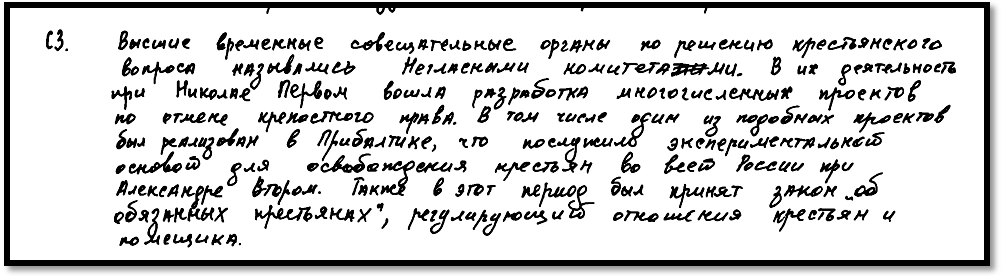 С3. Высшие временные совещательные органы по решению крестьянского
вопроса назывались Негласными комитетами. В их деятельность
при Николае Первом вошла разработка многочисленных проектов
по отмене крепостного права. В том числе один из подобных проектов
был реализован в Прибалтике, что послужило экспериментальной
основой для освобождения крестьян во всей России при
Александре Втором. Также в этот период был принят закон „об
обязанных крестьянах", регулирующий отношения крестьян и
помещика.